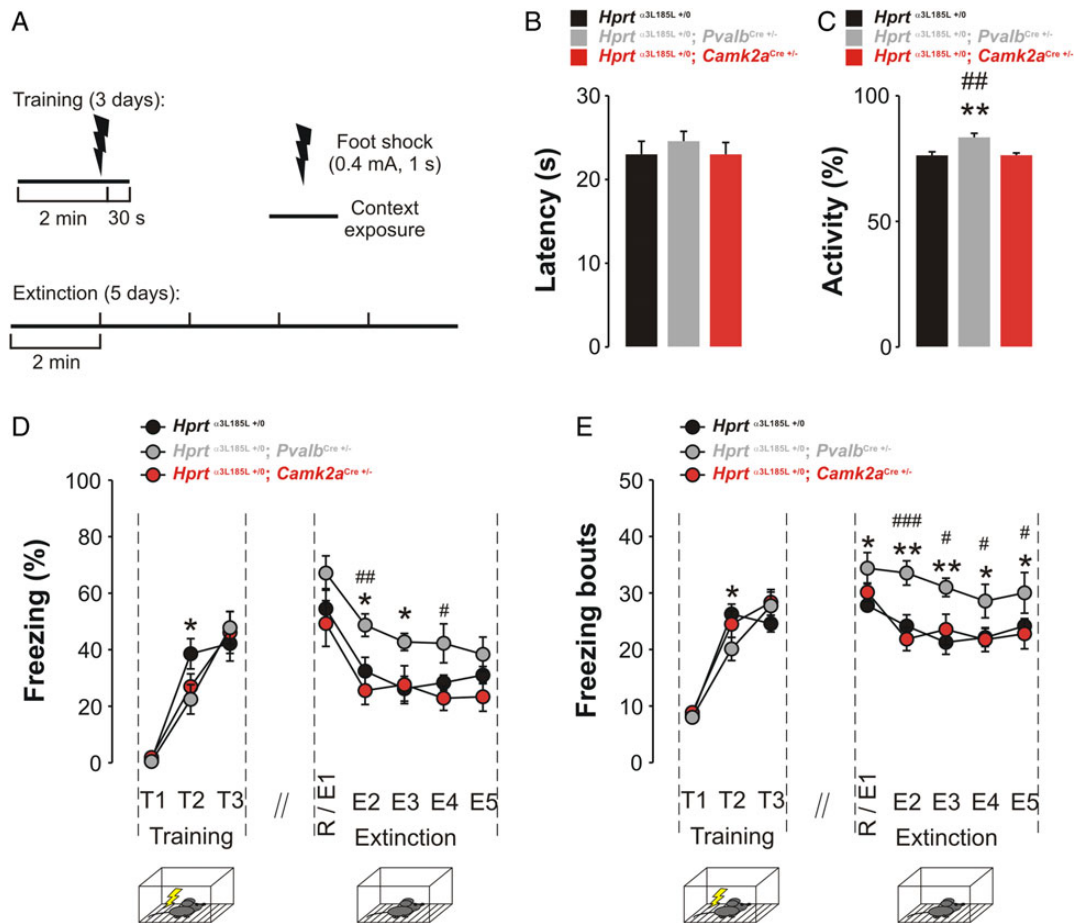 A
Training (3 days):
2 min
30 s
Foot shock
(0.4 mA, 1 s)
Context
exposure
Extinction (5 days):
2 min
B
Hprt α3L185L +/0
Hprt α3L185L +/0; Pvalb Cre +/-
Hprt α3L185L +/0; Camk2a Cre +/-
Latency (s)
30
20
10
0
C
Hprt α3L185L +/0
Hprt α3L185L +/0; Pvalb Cre +/-
Hprt α3L185L +/0; Camk2a Cre +/-
Activity (%)
100
50
0
##
**
D
Hprt α3L185L +/0
Hprt α3L185L +/0; Pvalb Cre +/-
Hprt α3L185L +/0; Camk2a Cre +/-
Freezing (%)
100
80
60
40
20
0
*
##
*
*
#
T1 T2 T3 // R / E1 E2 E3 E4 E5
Training Extinction
E
Hprt α3L185L +/0
Hprt α3L185L +/0; Pvalb Cre +/-
Hprt α3L185L +/0; Camk2a Cre +/-
Freezing bouts
50
40
30
20
10
0
*
*
###
**
#
**
#
*
#
*
T1 T2 T3 // R / E1 E2 E3 E4 E5
Training Extinction